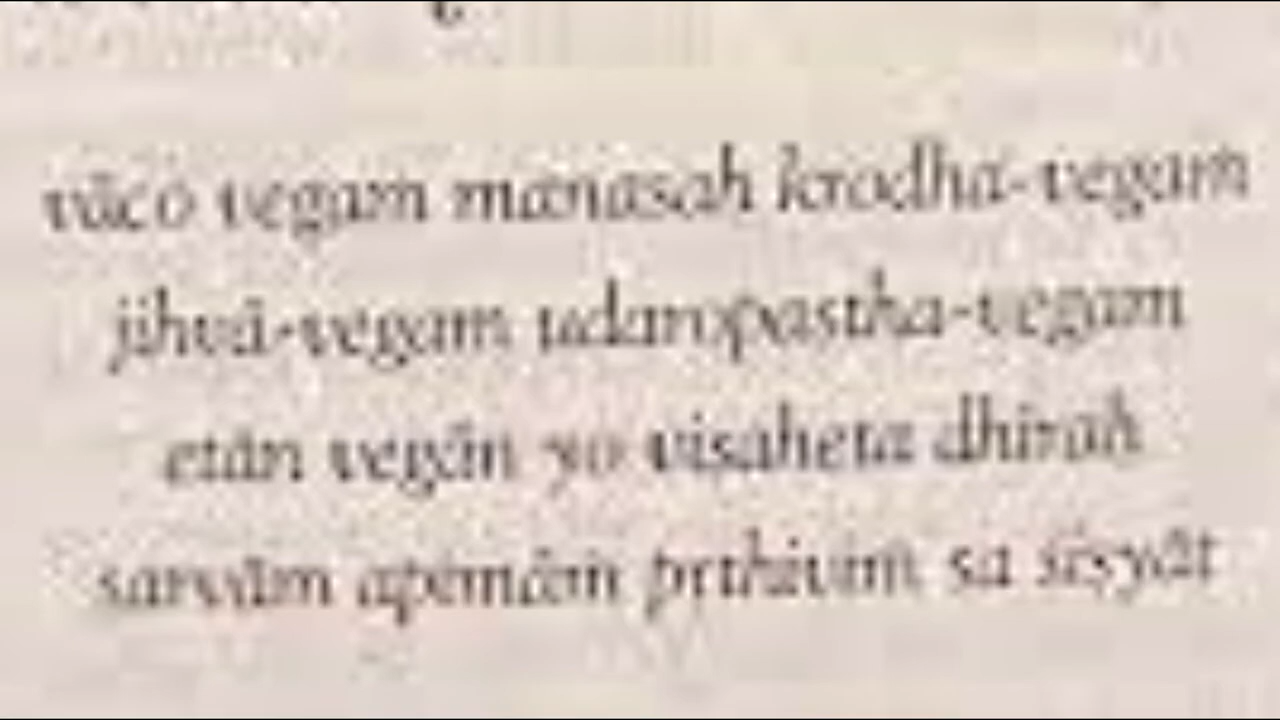 vāco vegaṁ manasaḥ krodha-vegaṁ
jihvā-vegam udaropastha-vegam
etān vegān yo viṣaheta dhīraḥ
sarvām apīmāṁ pṛthivīṁ sa śiṣyāt